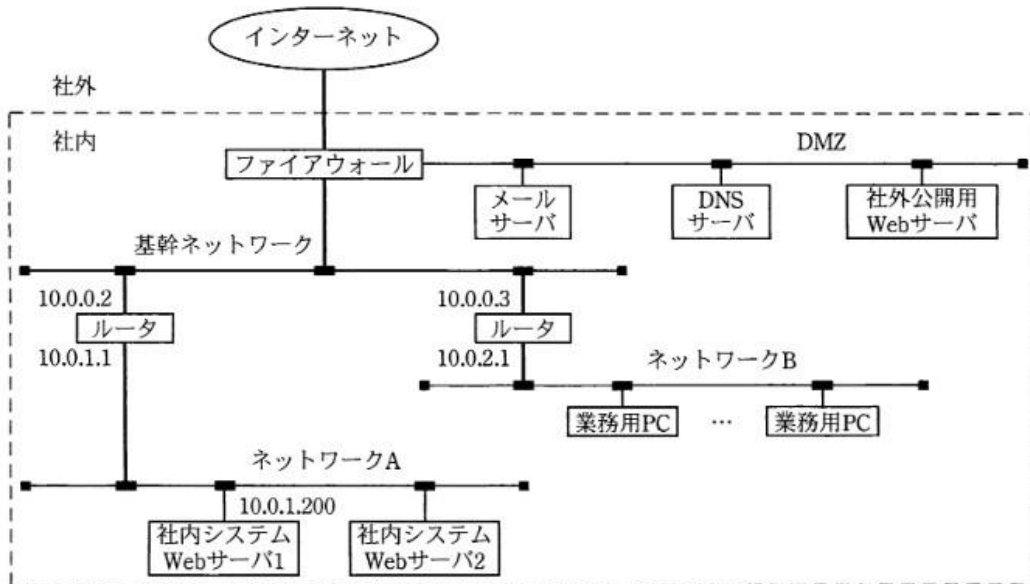 インターネット
社外
社内
DMZ
ファイアウォール
メール
サーバ
DNS
サーバ
社外公開用
Webサーバ
基幹ネットワーク
10.0.0.2
10.0.0.3
ルータ
ルータ
10.0.1.1
10.0.2.1
ネットワークB
業務用PC
…
業務用PC
ネットワークA
10.0.1.200
社内システム
Webサーバ1
社内システム
Webサーバ2